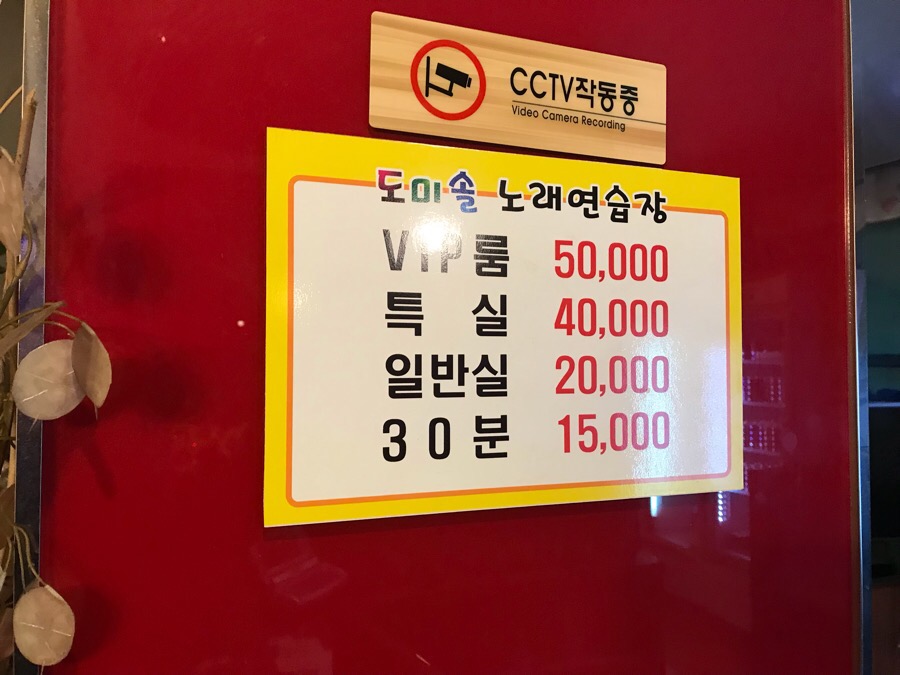 CCTV작동중
Video Camera Recording
도미솔 노래연습장
VIP룸 50,000
특 실 40,000
일반실 20,000
30분 15,000